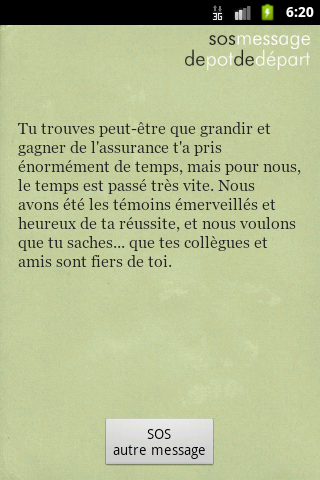 3G 6:20
sosmessage
depotdedépart
Tu trouves peut-être que grandir et
gagner de l'assurance t'a pris
énormément de temps, mais pour nous,
le temps est passé très vite. Nous
avons été les témoins émerveillés et
heureux de ta réussite, et nous voulons
que tu saches... que tes collègues et
amis sont fiers de toi.
SOS
autre message